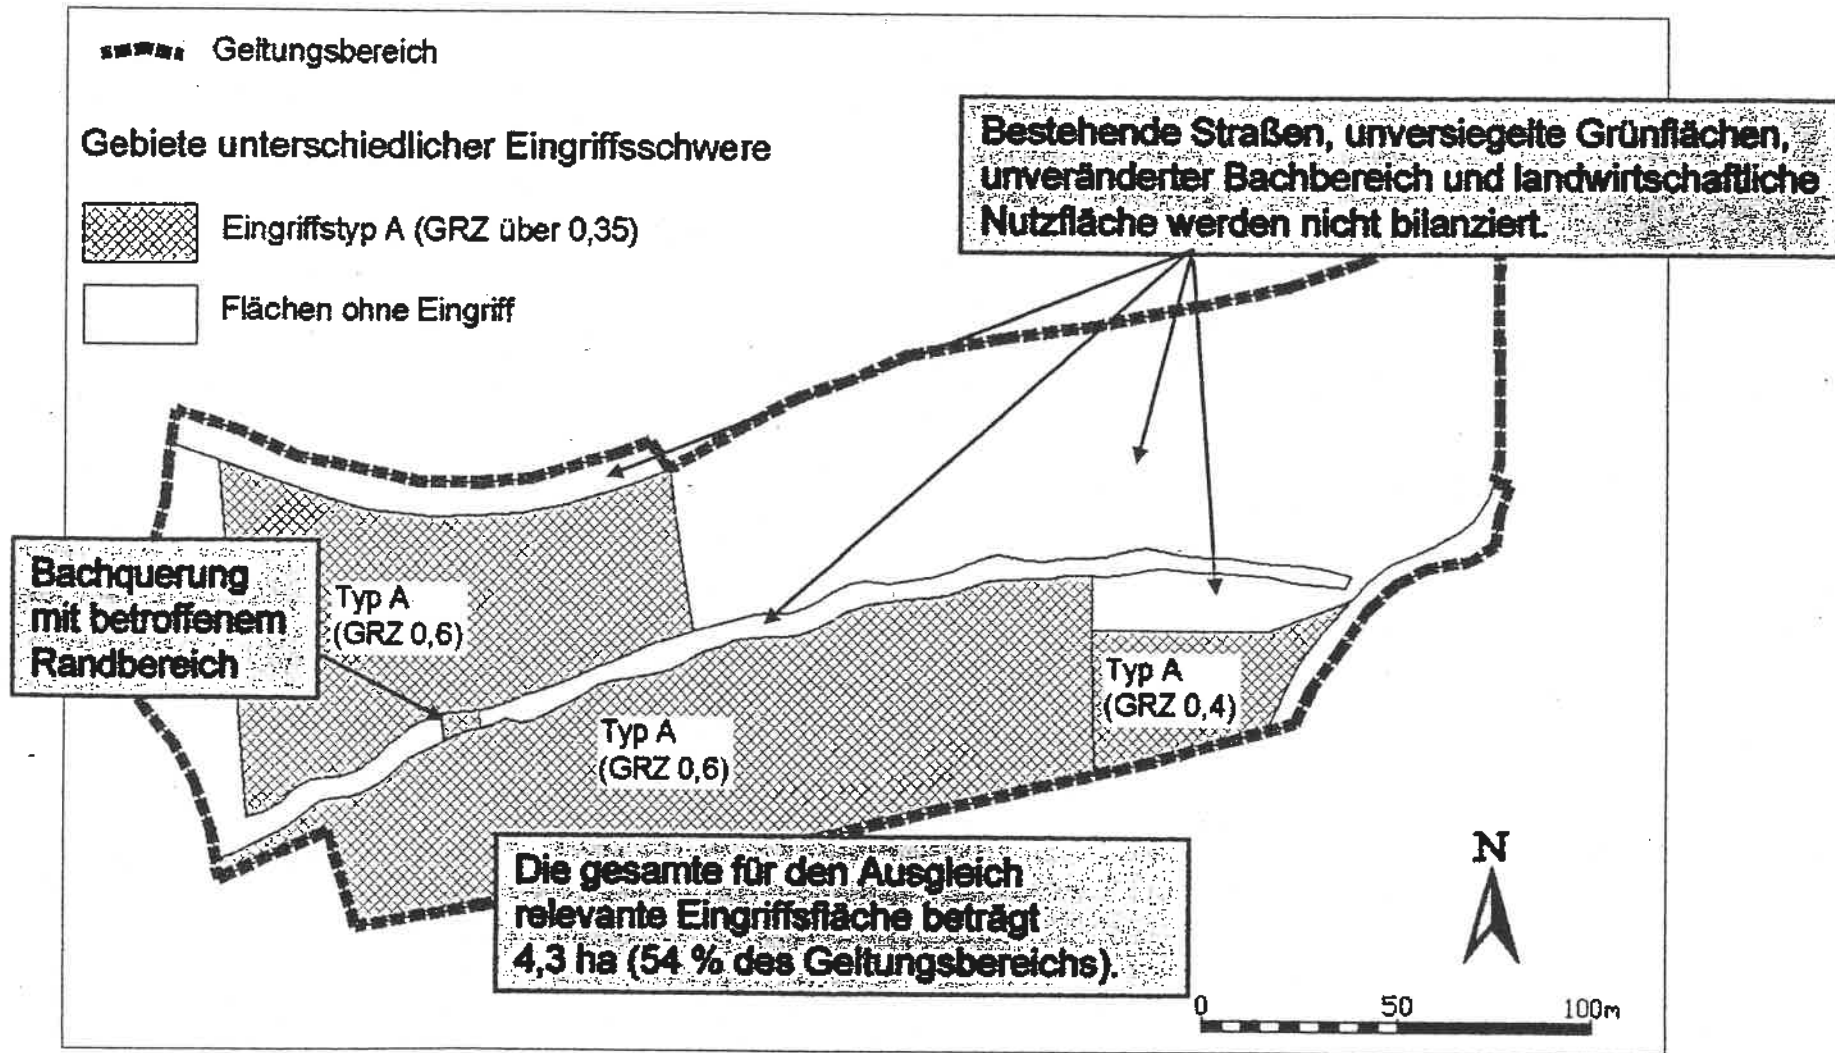 Geltungsbereich
Gebiete unterschiedlicher Eingriffsschwere
Eingriffstyp A (GRZ über 0,35)
Flächen ohne Eingriff
Bestehende Straßen, unversiegelte Grünflächen,
unveränderter Bachbereich und landwirtschaftliche
Nutzfläche werden nicht bilanziert.
Bachquerung
mit betroffenem
Randbereich
Typ A
(GRZ 0,6)
Typ A
(GRZ 0,6)
Typ A
(GRZ 0,4)
Die gesamte für den Ausgleich
relevante Eingriffsfläche beträgt
4,3 ha (54 % des Geltungsbereichs).
N
0 50 100m